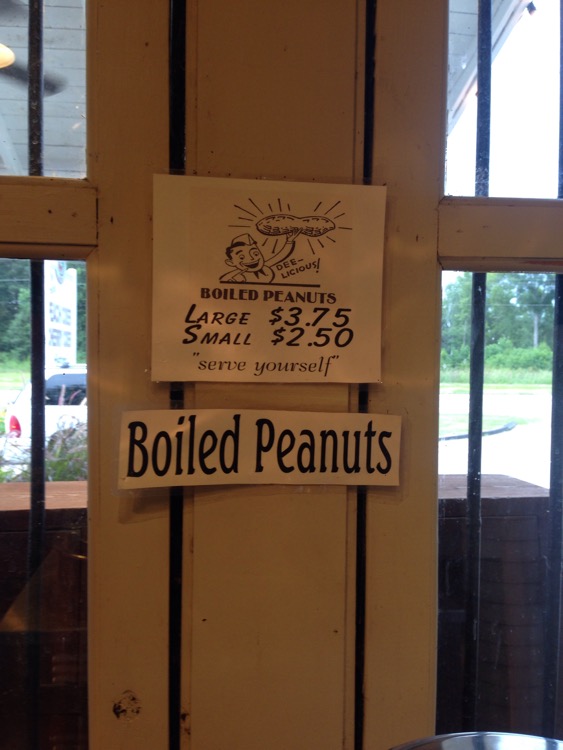 DEE-
LICIOUS!
BOILED PEANUTS
LARGE $3.75
SMALL $2.50
"serve yourself"
Boiled Peanuts